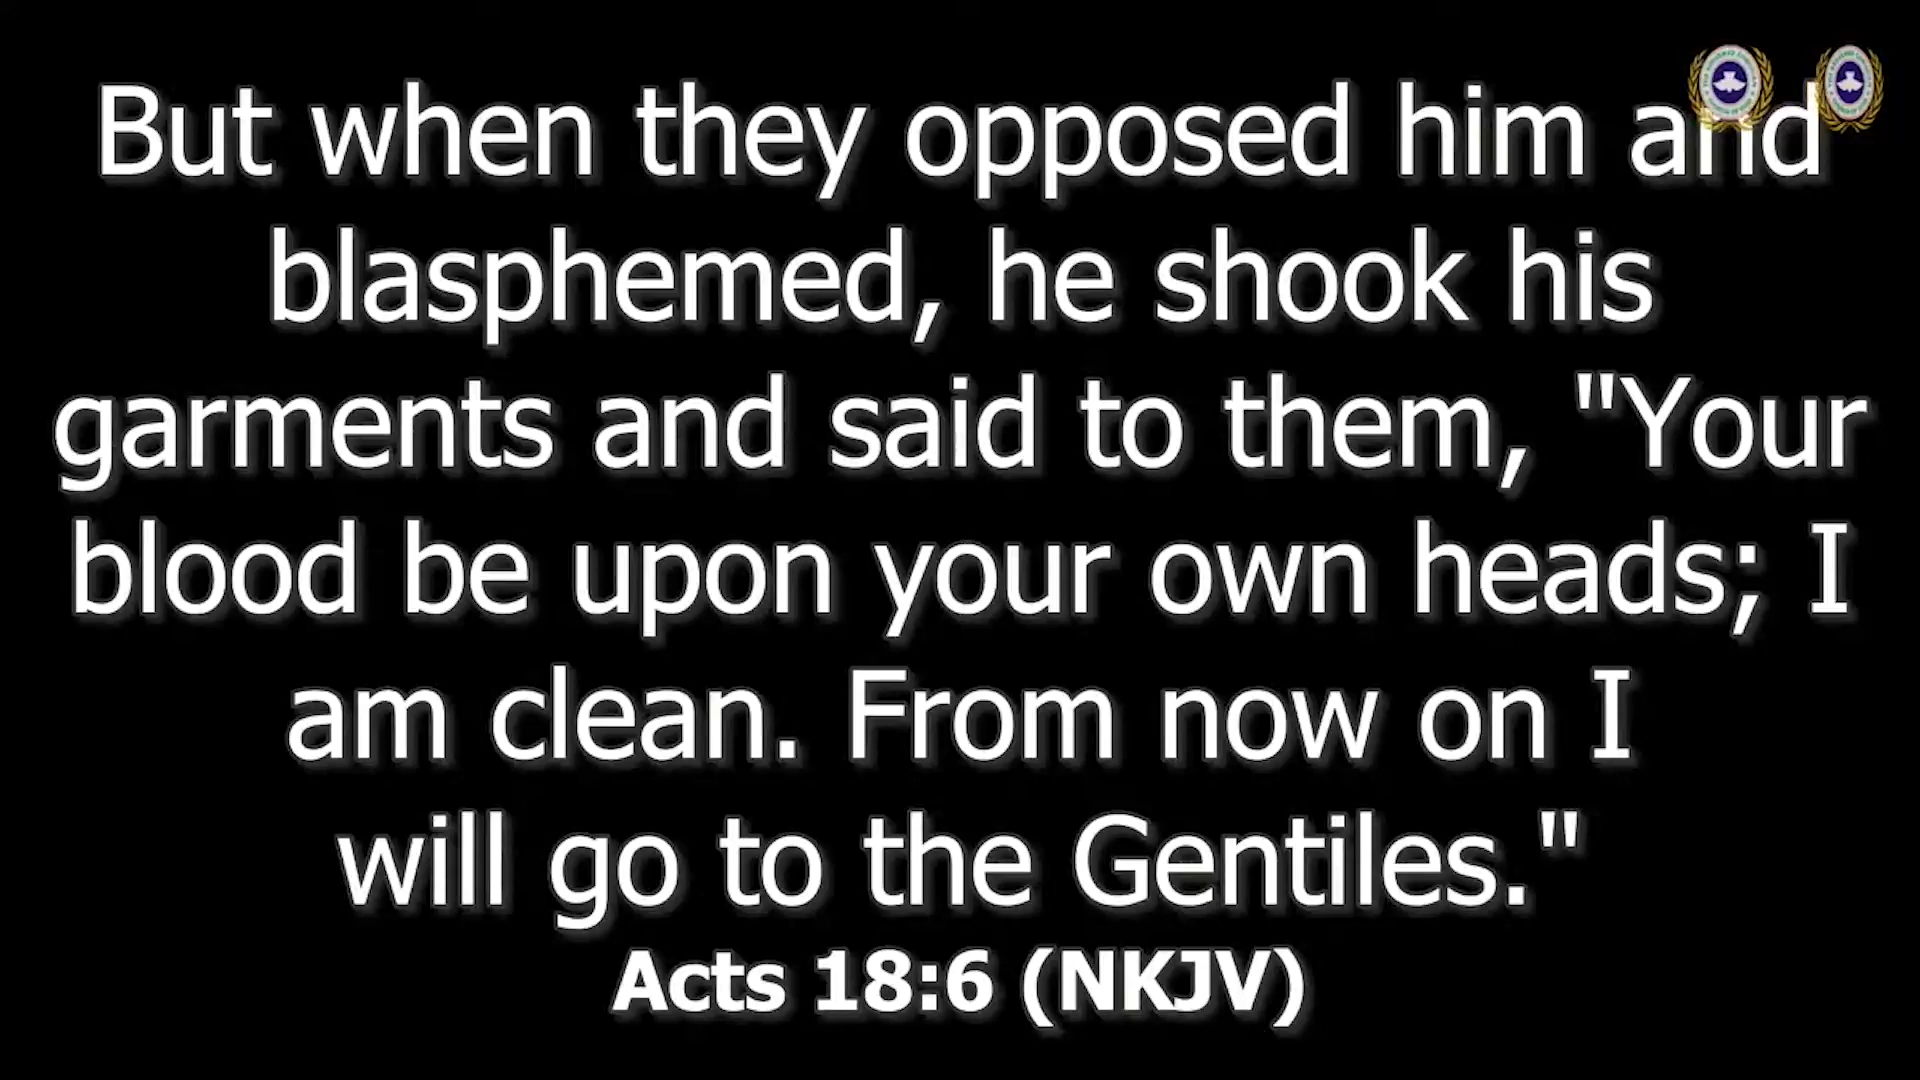 But when they opposed him and
blasphemed, he shook his
garments and said to them, "Your
blood be upon your own heads; I
am clean. From now on I
will go to the Gentiles."
Acts 18:6 (NKJV)